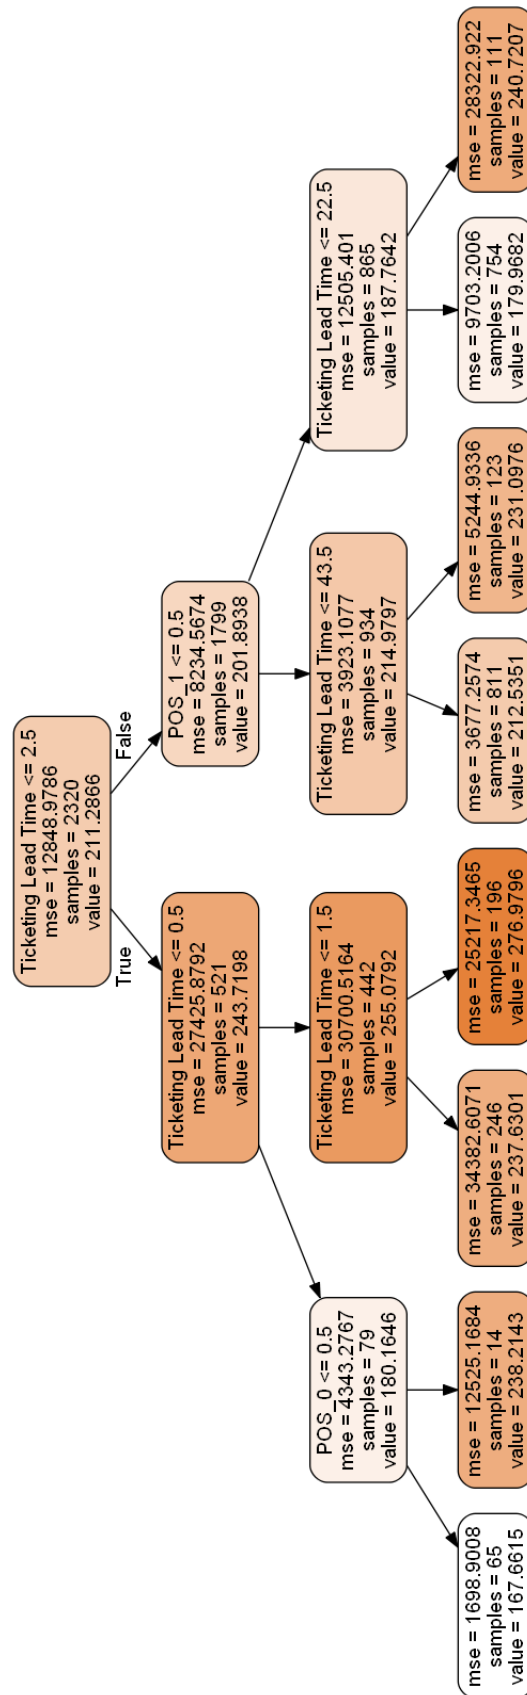 Ticketing Lead Time <= 2.5
mse = 12848.9786
samples = 2320
value = 211.2866
True
False
Ticketing Lead Time <= 0.5
mse = 27425.8792
samples = 521
value = 243.7198
POS_1 <= 0.5
mse = 8234.5674
samples = 1799
value = 201.8938
POS_0 <= 0.5
mse = 4343.2767
samples = 79
value = 180.1646
Ticketing Lead Time <= 1.5
mse = 30700.5164
samples = 442
value = 255.0792
Ticketing Lead Time <= 43.5
mse = 3923.1077
samples = 934
value = 214.9797
Ticketing Lead Time <= 22.5
mse = 12505.401
samples = 865
value = 187.7642
mse = 1698.9008
samples = 65
value = 167.6615
mse = 12525.1684
samples = 14
value = 238.2143
mse = 34382.6071
samples = 246
value = 237.6301
mse = 25217.3465
samples = 196
value = 276.9796
mse = 3677.2574
samples = 811
value = 212.5351
mse = 5244.9336
samples = 123
value = 231.0976
mse = 9703.2006
samples = 754
value = 179.9682
mse = 28322.922
samples = 111
value = 240.7207